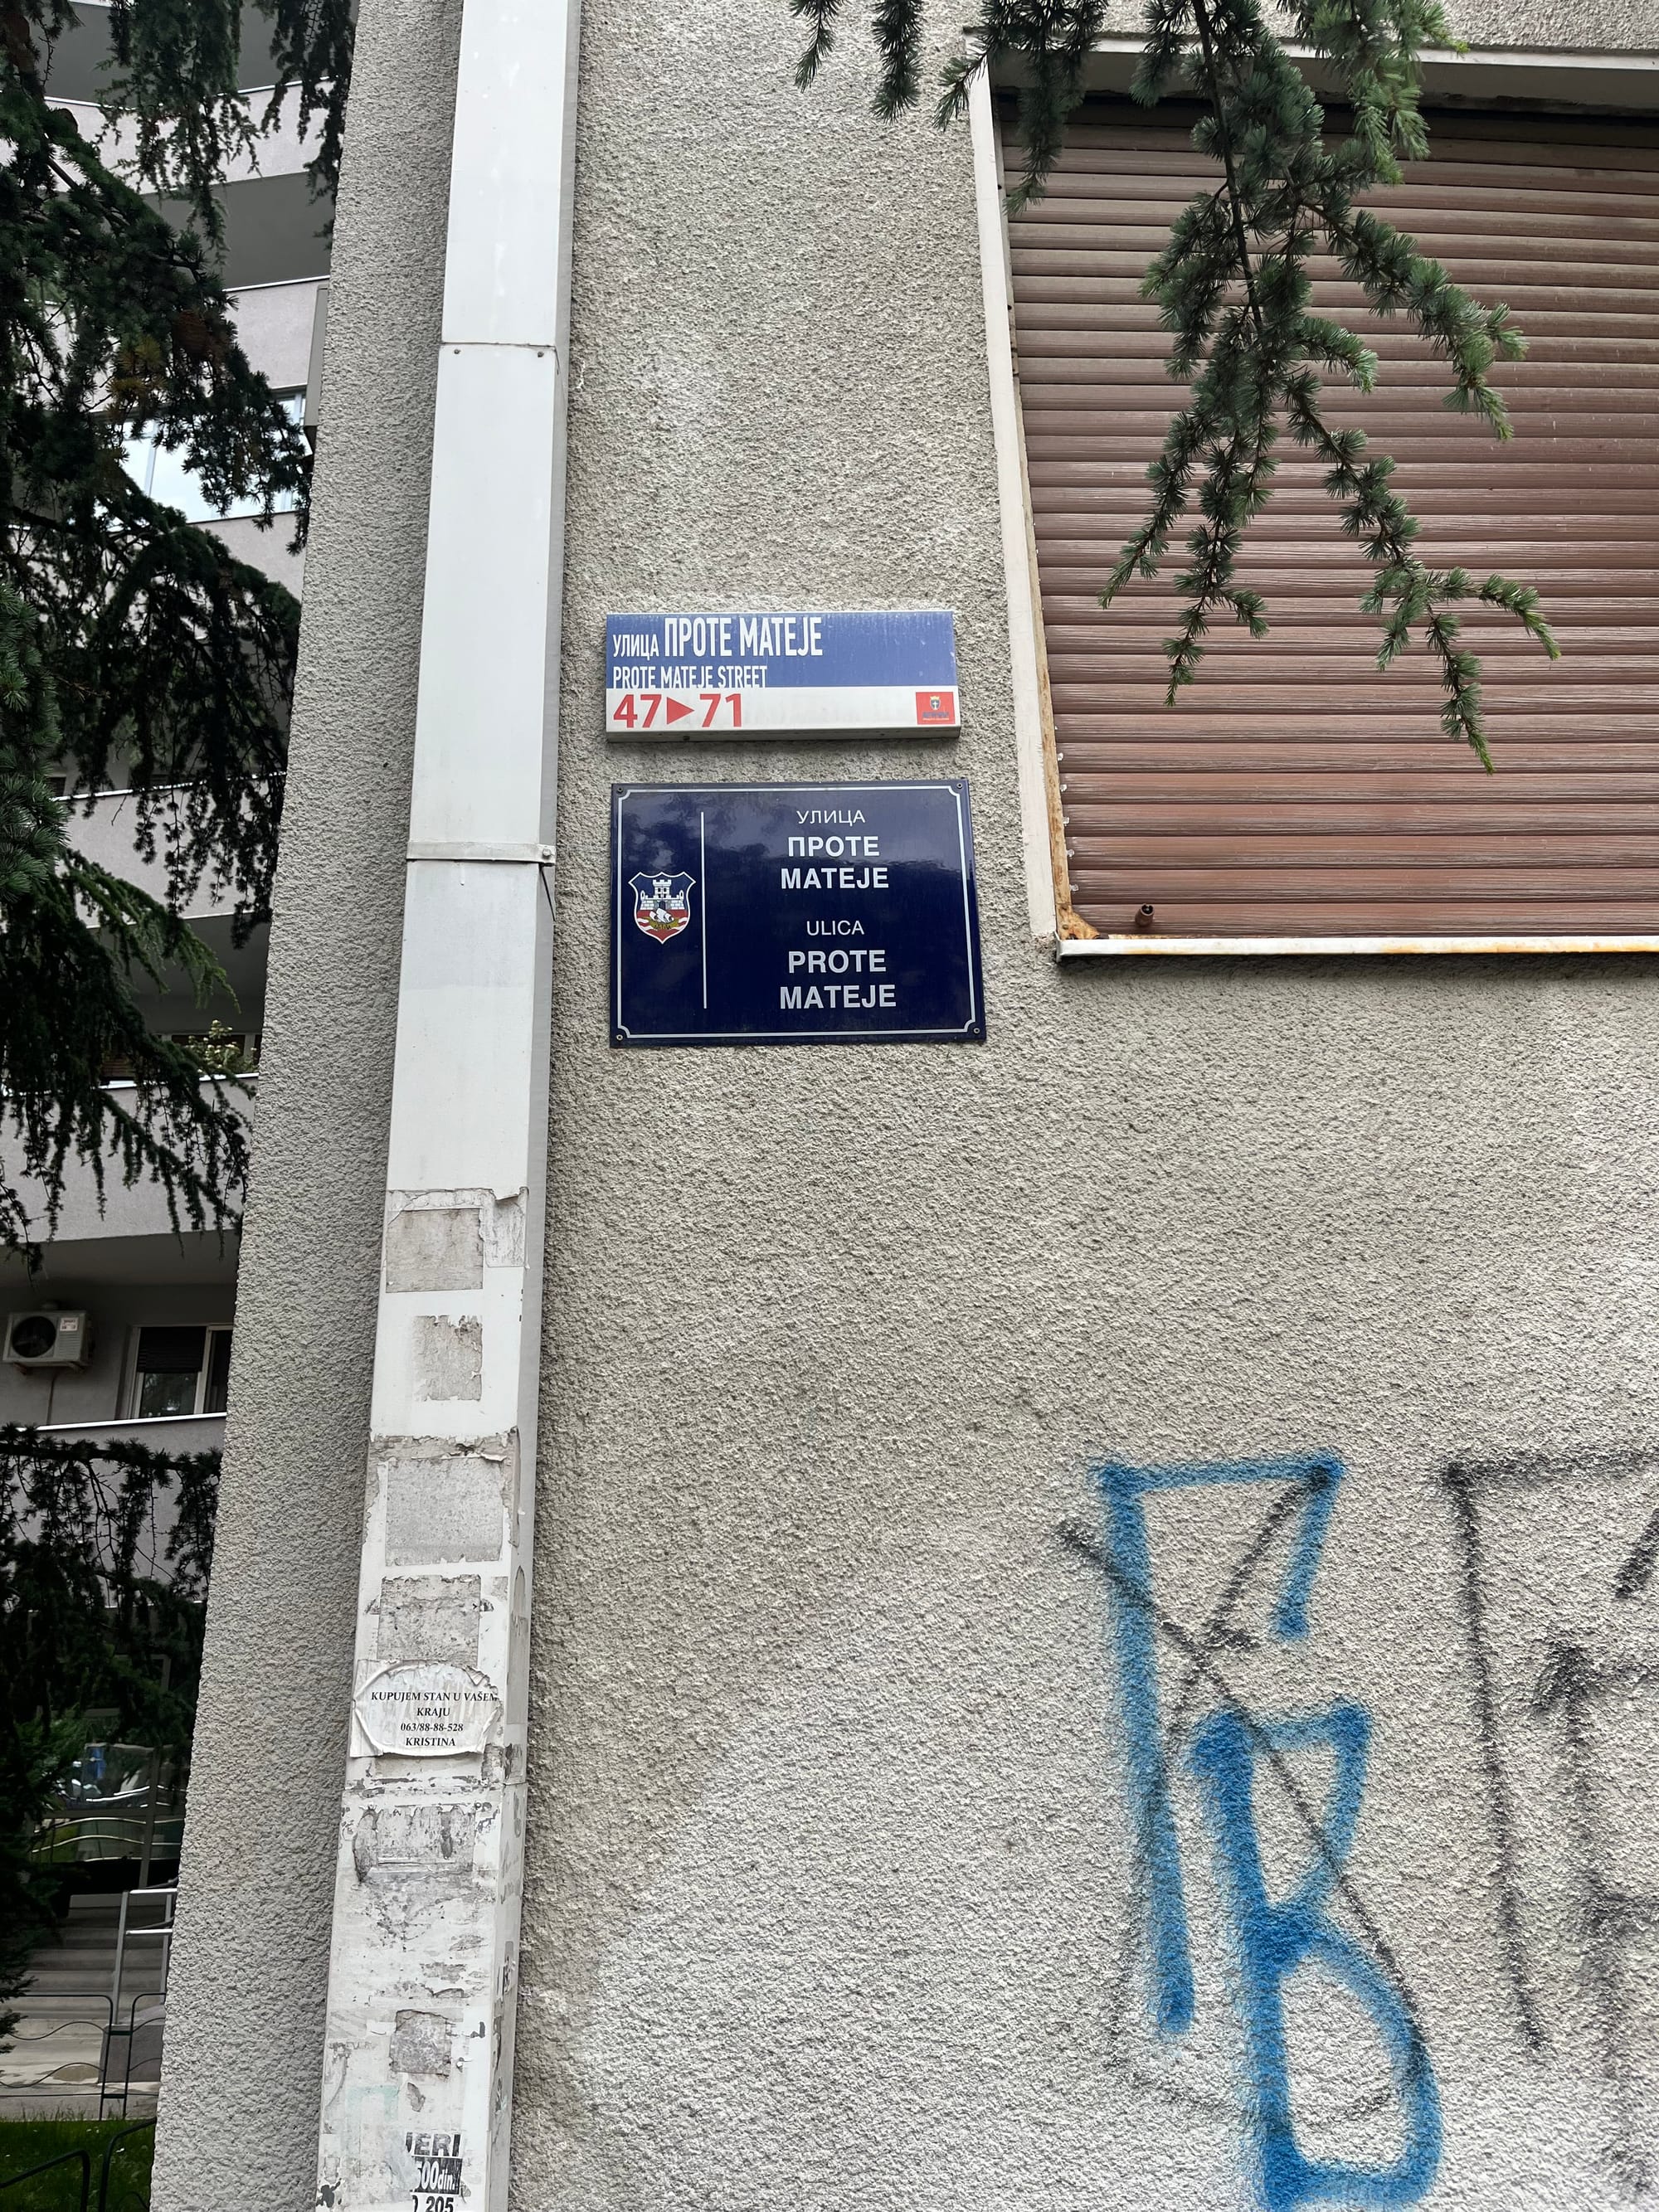 УЛИЦА ПРОТЕ МАТЕЈЕ
PROTE MATEJE STREET
47▶71
УЛИЦА
ПРОТЕ
МАТЕЈЕ
ULICA
PROTE
MATEJE
KUPUJEM STAN U VAŠEM
KRAJU
063/88-88-528
KRISTINA